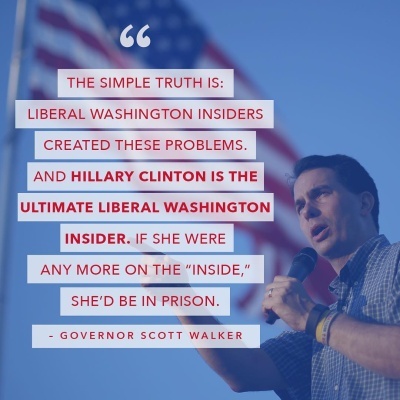 “
THE SIMPLE TRUTH IS:
LIBERAL WASHINGTON INSIDERS
CREATED THESE PROBLEMS.
AND HILLARY CLINTON IS THE
ULTIMATE LIBERAL WASHINGTON
INSIDER. IF SHE WERE
ANY MORE ON THE “INSIDE,”
SHE’D BE IN PRISON.
- GOVERNOR SCOTT WALKER